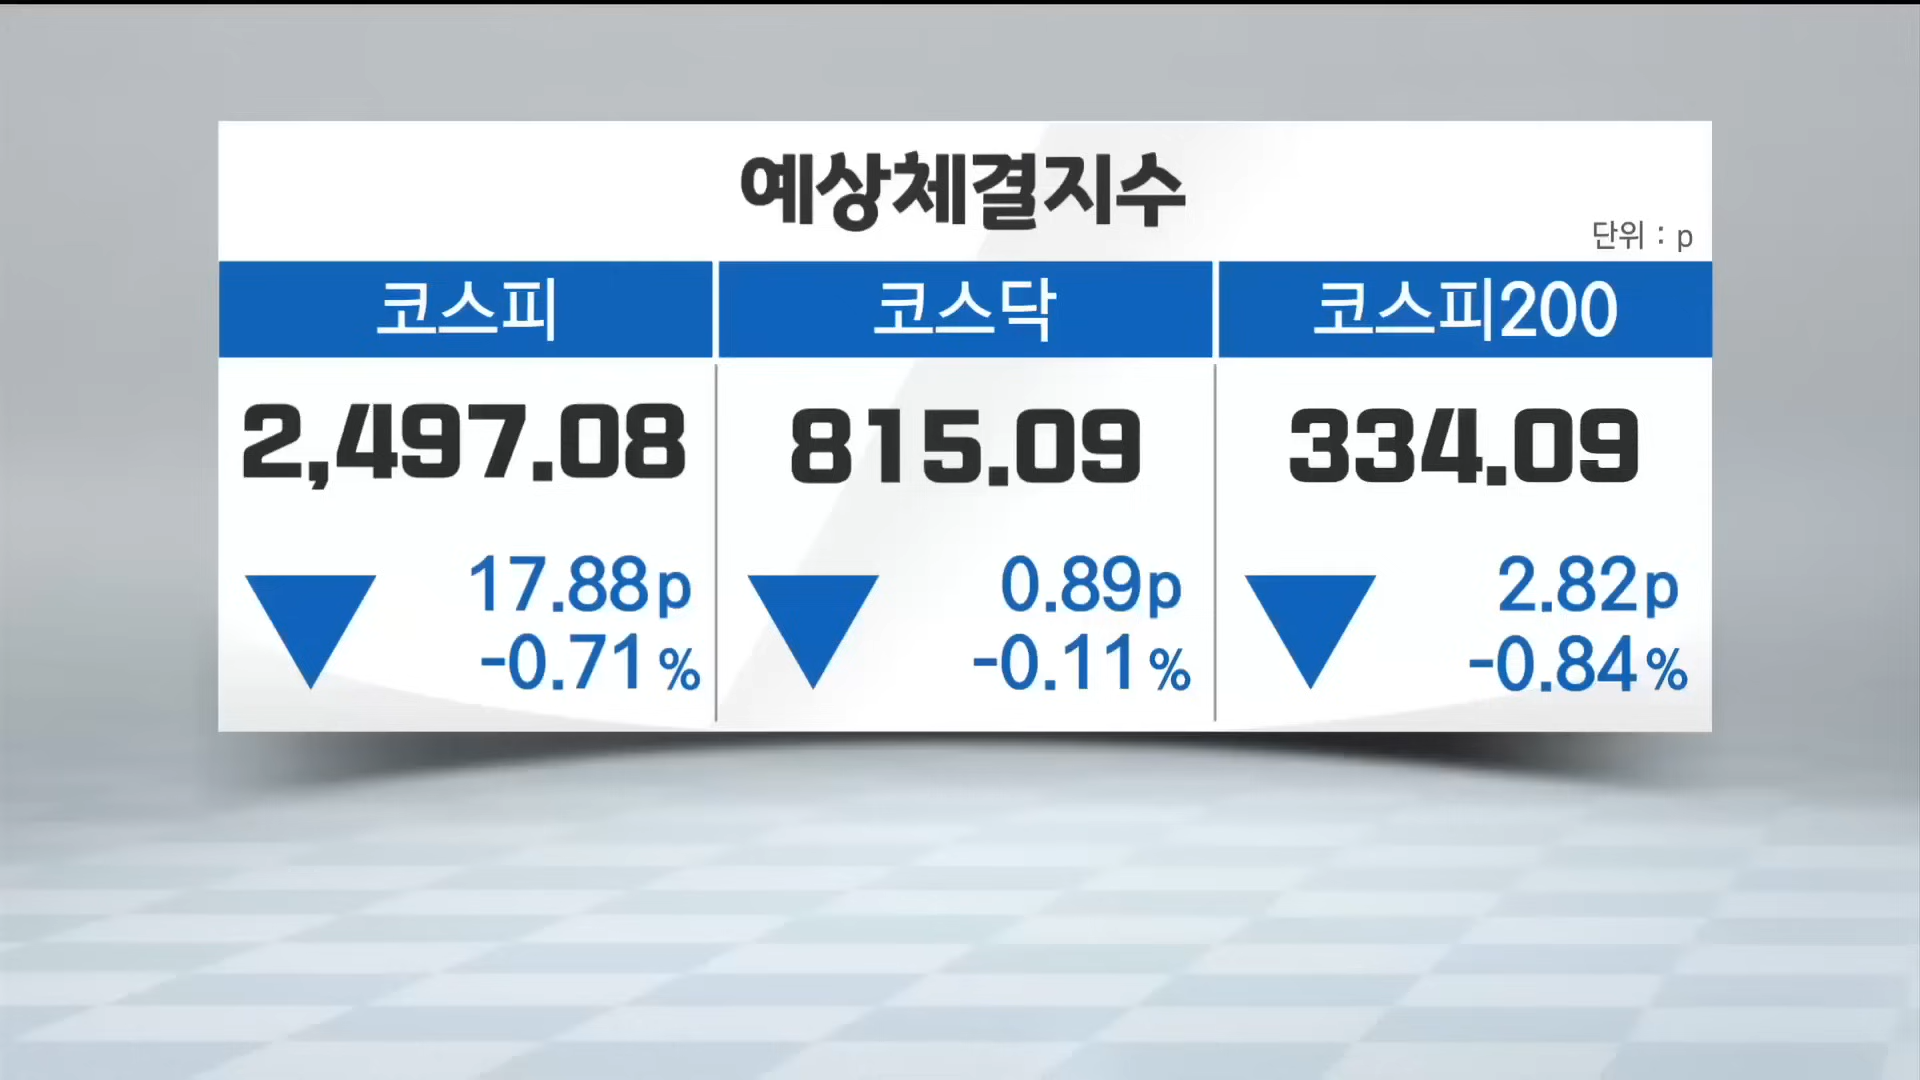 예상체결지수
단위 : p
코스피 코스닥 코스피200
2,497.08 815.09 334.09
▼ 17.88p ▼ 0.89p ▼ 2.82p
-0.71% -0.11% -0.84%